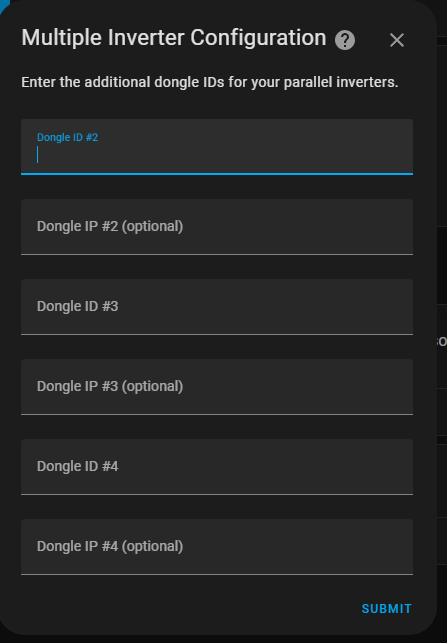 Multiple Inverter Configuration ?
Enter the additional dongle IDs for your parallel inverters.
Dongle ID #2
Dongle IP #2 (optional)
Dongle ID #3
so
Dongle IP #3 (optional)
Dongle ID #4
Dongle IP #4 (optional)
SUBMIT